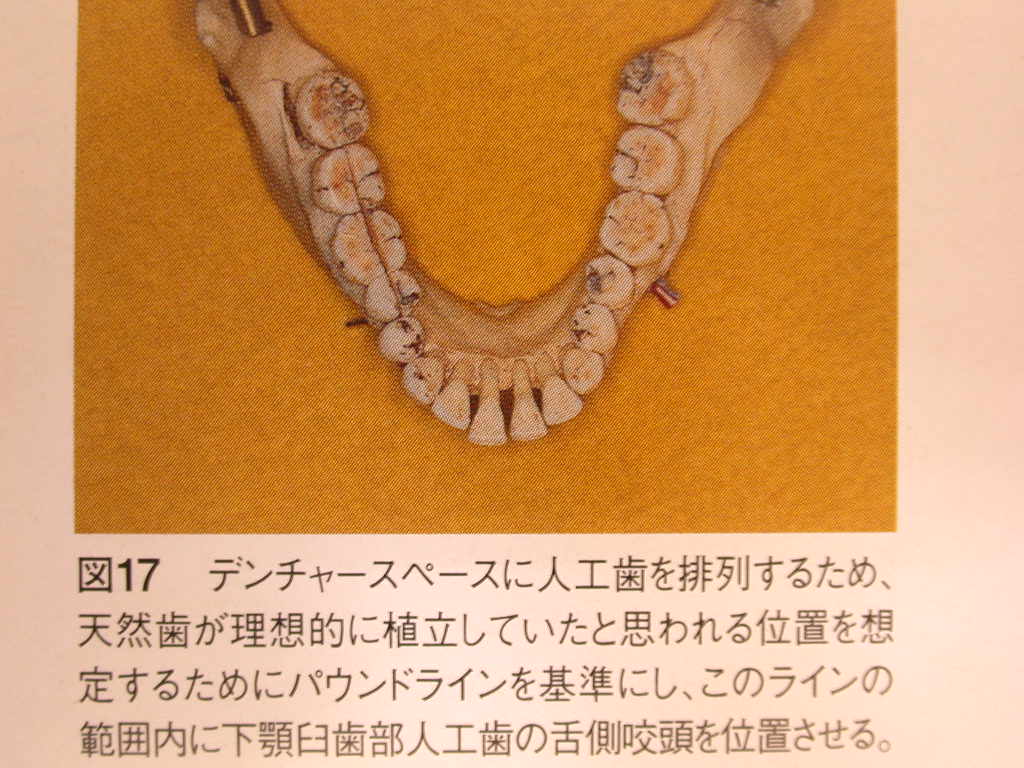 図17　デンチャースペースに人工歯を排列するため、
天然歯が理想的に植立していたと思われる位置を想
定するためにパウンドラインを基準にし、このラインの
範囲内に下顎臼歯部人工歯の舌側咬頭を位置させる。